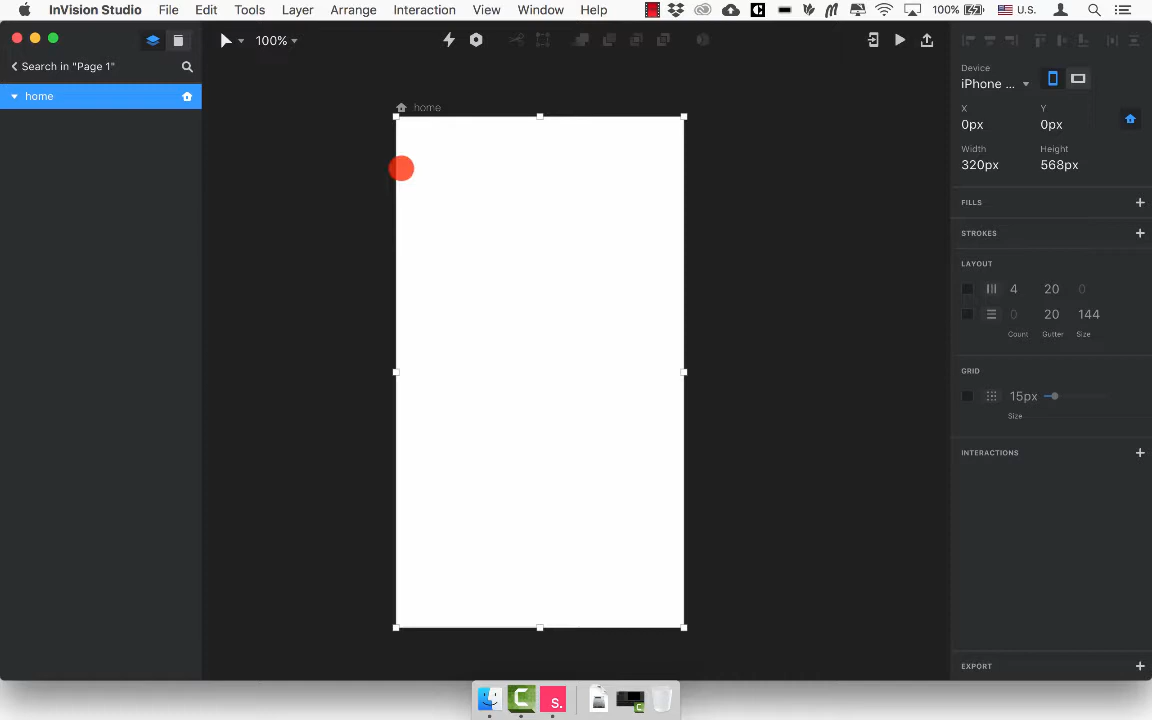 InVision Studio File Edit Tools Layer Arrange Interaction View Window Help 100% U.S.
Search in "Page 1"
100%
home
home
Device
iPhone ...
X Y
0px 0px
Width Height
320px 568px
FILLS
STROKES
LAYOUT
4 20 0
0 20 144
Count Gutter Size
GRID
15px
Size
INTERACTIONS
EXPORT
s.